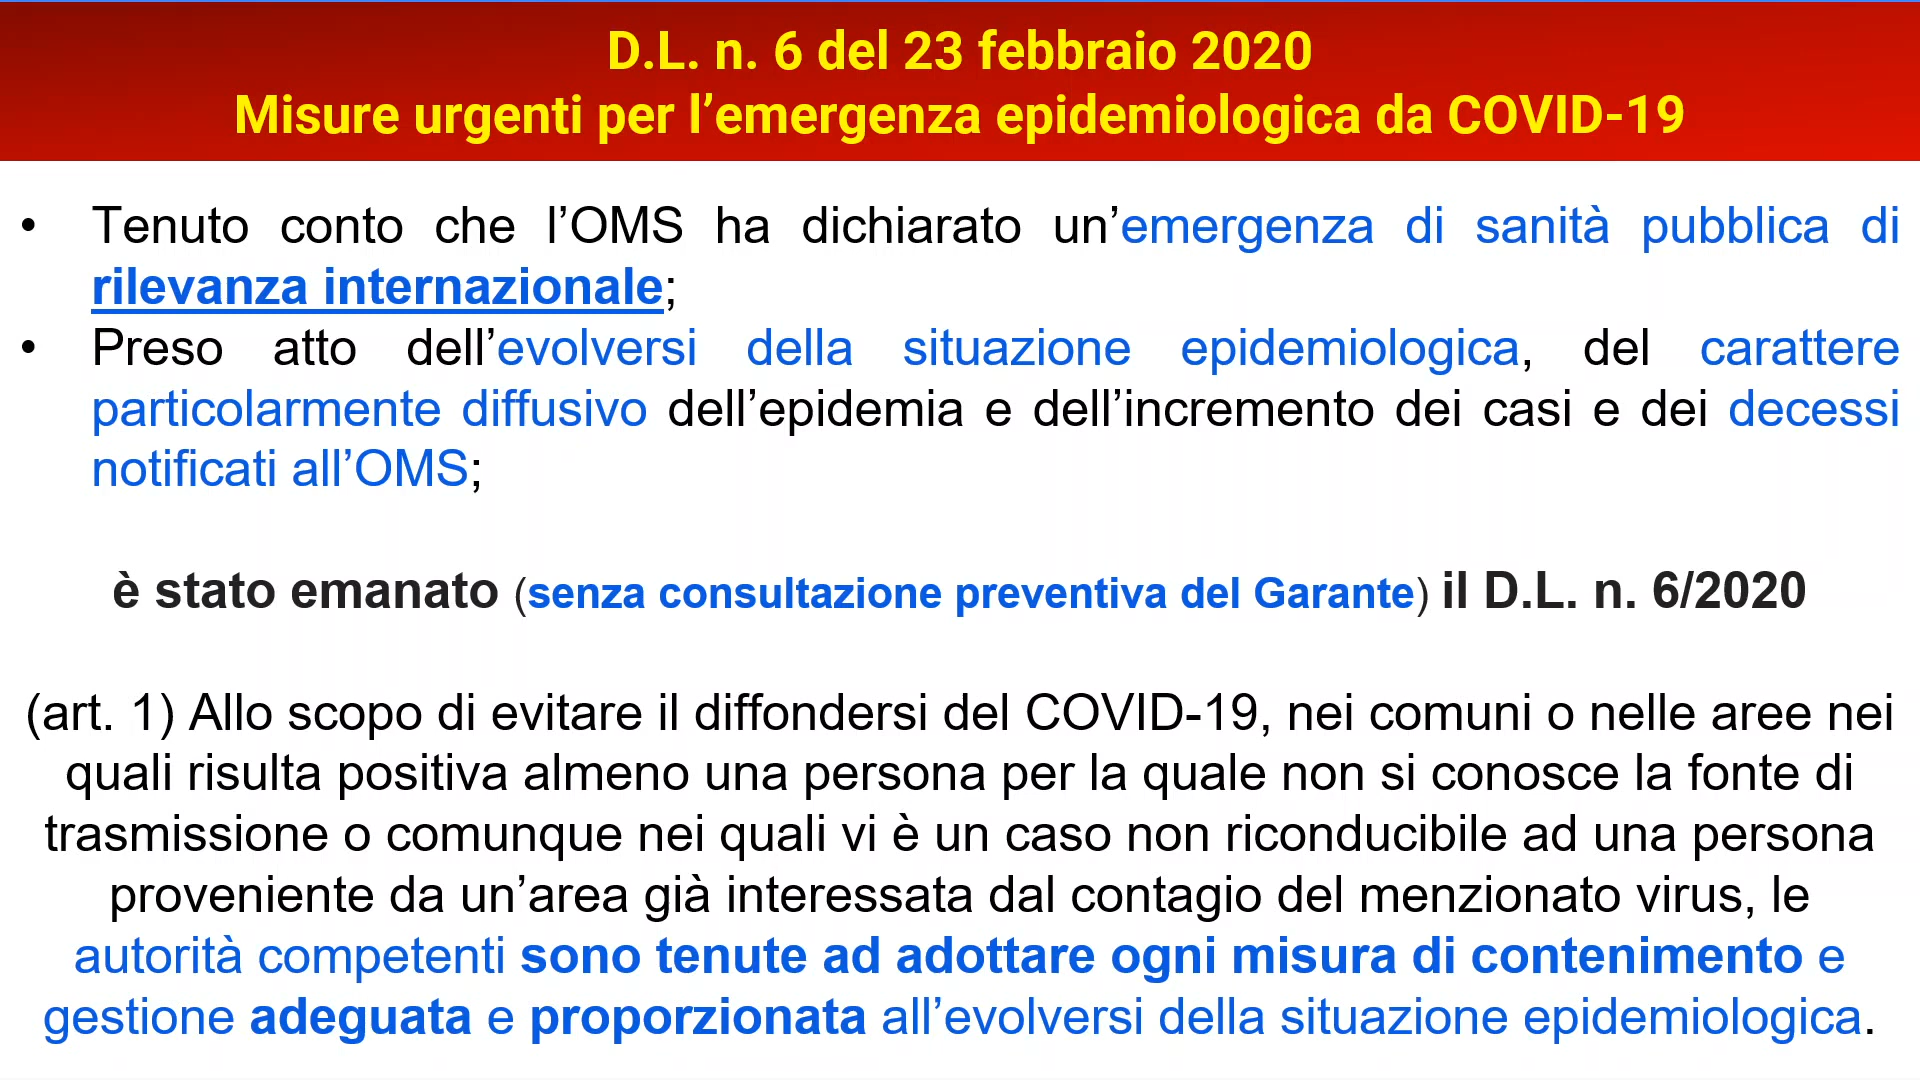 D.L. n. 6 del 23 febbraio 2020
Misure urgenti per l’emergenza epidemiologica da COVID-19
• Tenuto conto che l’OMS ha dichiarato un’emergenza di sanità pubblica di
rilevanza internazionale;
• Preso atto dell’evolversi della situazione epidemiologica, del carattere
particolarmente diffusivo dell’epidemia e dell’incremento dei casi e dei decessi
notificati all’OMS;
è stato emanato (senza consultazione preventiva del Garante) il D.L. n. 6/2020
(art. 1) Allo scopo di evitare il diffondersi del COVID-19, nei comuni o nelle aree nei
quali risulta positiva almeno una persona per la quale non si conosce la fonte di
trasmissione o comunque nei quali vi è un caso non riconducibile ad una persona
proveniente da un’area già interessata dal contagio del menzionato virus, le
autorità competenti sono tenute ad adottare ogni misura di contenimento e
gestione adeguata e proporzionata all’evolversi della situazione epidemiologica.